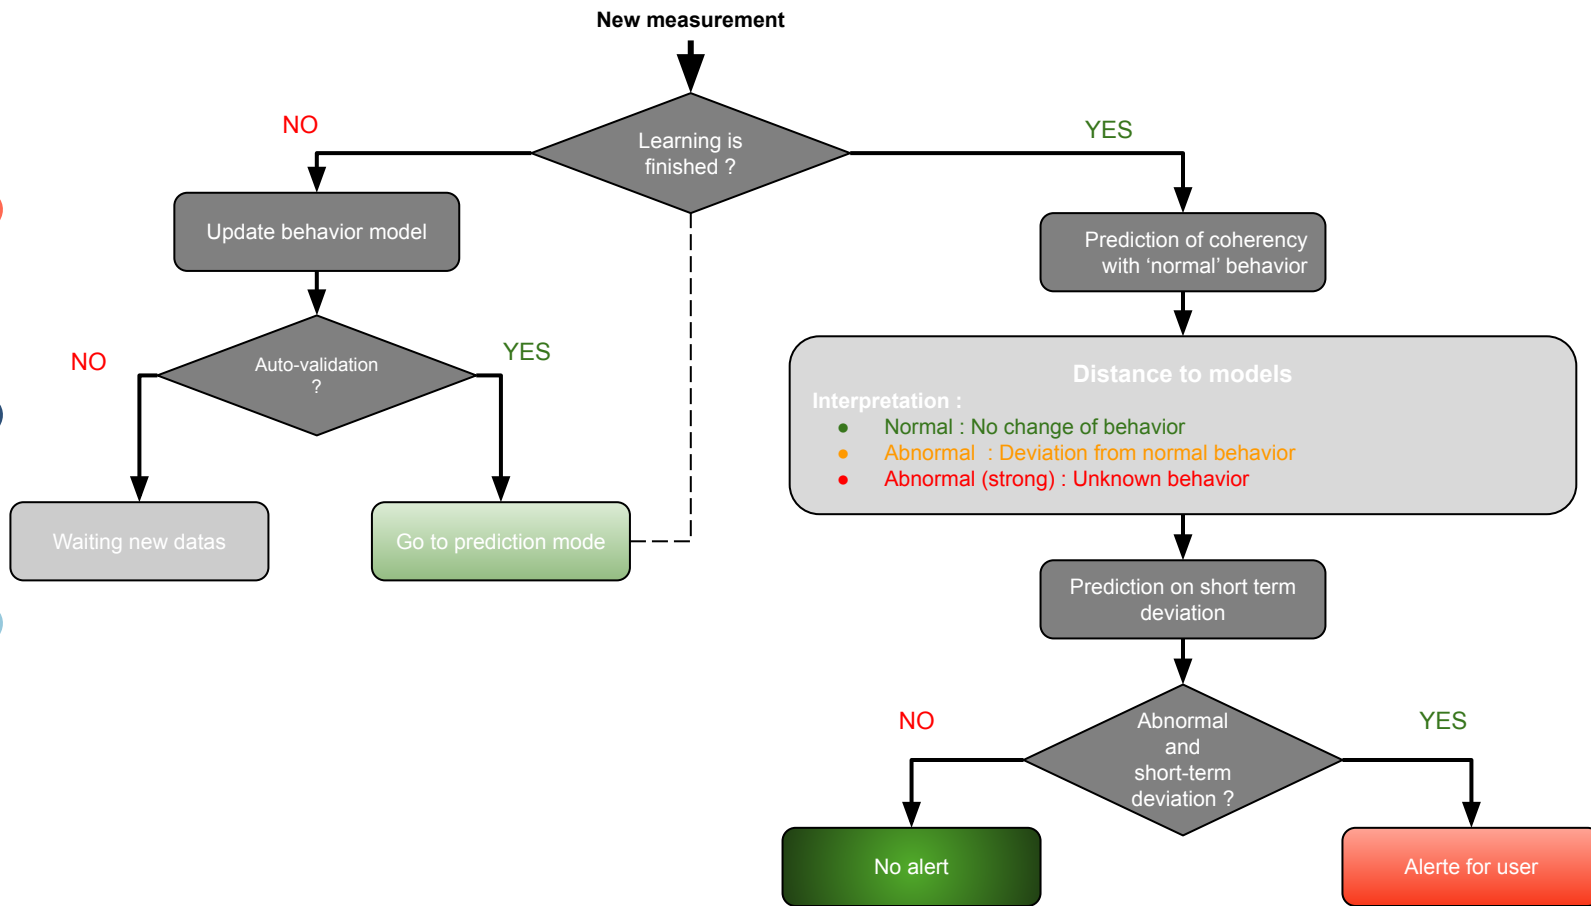 New measurement
NO
YES
Learning is
finished ?
Update behavior model
Prediction of coherency
with ‘normal’ behavior
NO
YES
Auto-validation
?
Distance to models
Interpretation :
● Normal : No change of behavior
● Abnormal : Deviation from normal behavior
● Abnormal (strong) : Unknown behavior
Waiting new datas
Go to prediction mode
Prediction on short term
deviation
NO
YES
Abnormal
and
short-term
deviation ?
No alert
Alerte for user